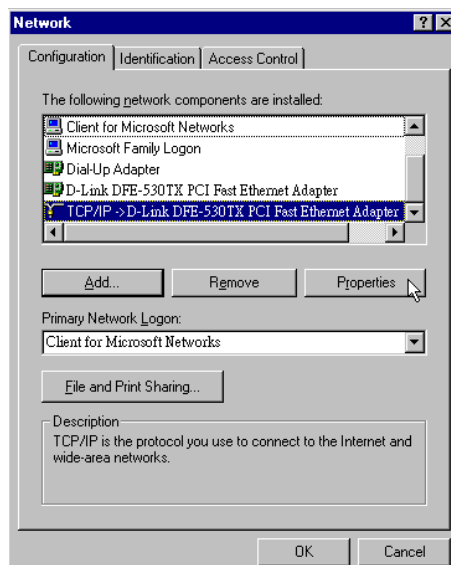 Network
Configuration Identification Access Control
The following network components are installed:
Client for Microsoft Networks
Microsoft Family Logon
Dial-Up Adapter
D-Link DFE-530TX PCI Fast Ethernet Adapter
TCP/IP ->D-Link DFE-530TX PCI Fast Ethernet Adapter
Add... Remove Properties
Primary Network Logon:
Client for Microsoft Networks
File and Print Sharing...
Description
TCP/IP is the protocol you use to connect to the Internet and
wide-area networks.
OK Cancel